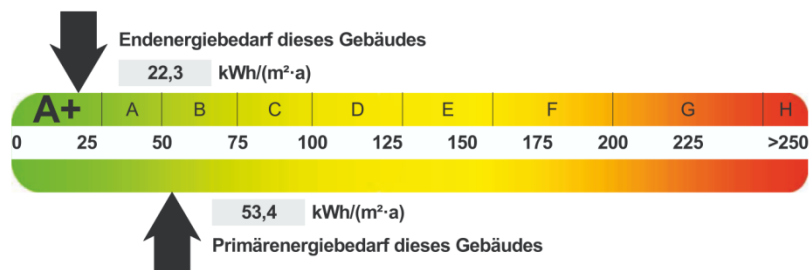 Endenergiebedarf dieses Gebäudes
22,3 kWh/(m²·a)
A+ A B C D E F G H
0 25 50 75 100 125 150 175 200 225 >250
53,4 kWh/(m²·a)
Primärenergiebedarf dieses Gebäudes